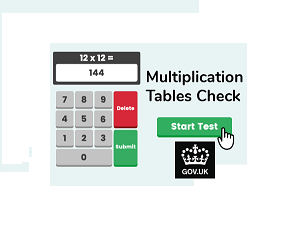 12 x 12 =
144
Multiplication
Tables Check
7 8 9
Delete
4 5 6
1 2 3
Submit
0
Start Test
GOV.UK